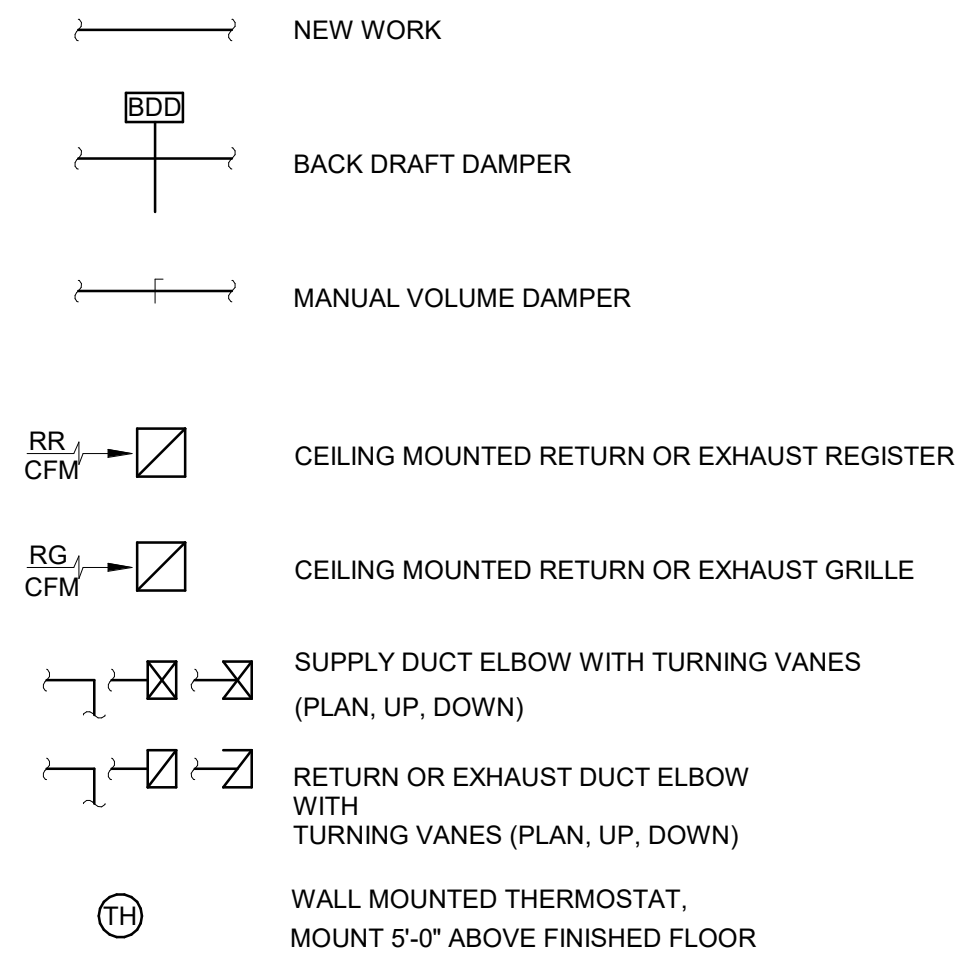 NEW WORK
BDD
BACK DRAFT DAMPER
MANUAL VOLUME DAMPER
RR
CFM
CEILING MOUNTED RETURN OR EXHAUST REGISTER
RG
CFM
CEILING MOUNTED RETURN OR EXHAUST GRILLE
SUPPLY DUCT ELBOW WITH TURNING VANES
(PLAN, UP, DOWN)
RETURN OR EXHAUST DUCT ELBOW
WITH
TURNING VANES (PLAN, UP, DOWN)
TH
WALL MOUNTED THERMOSTAT,
MOUNT 5'-0" ABOVE FINISHED FLOOR